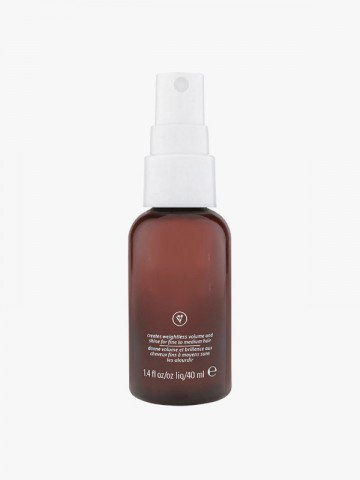 creates weightless volume and
shine for fine to medium hair
donne volume et brillance aux
cheveux fins à moyens sans
les alourdir
1.4 fl oz/oz liq/40 ml ℮